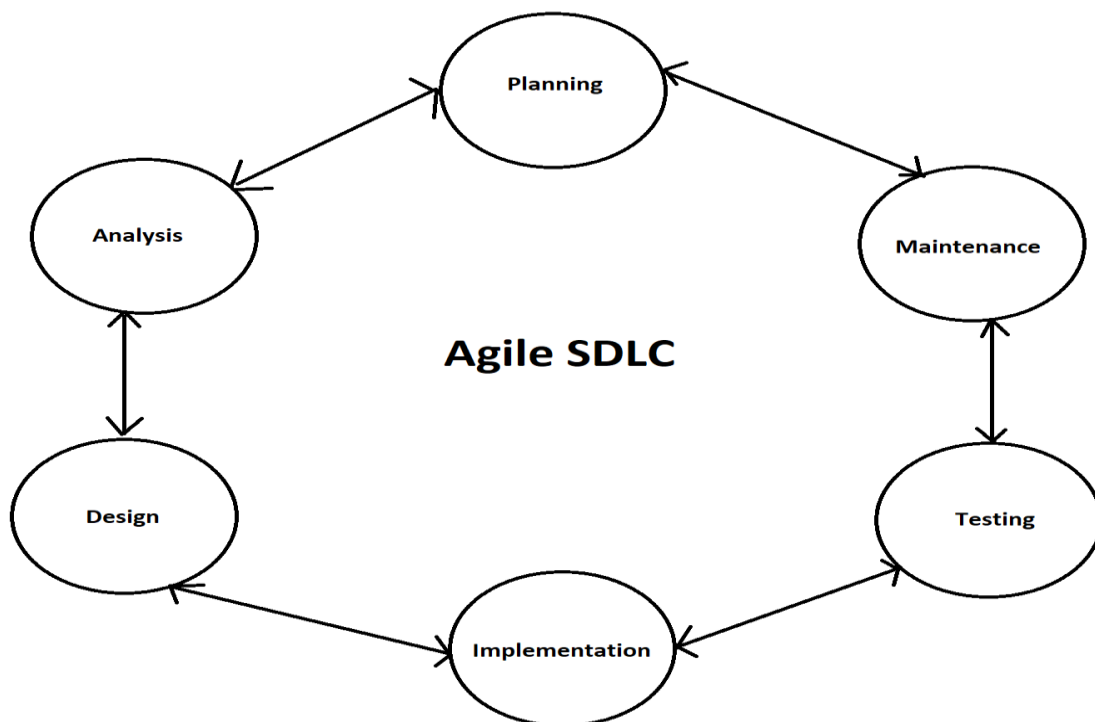 Planning
Analysis
Maintenance
Agile SDLC
Design
Testing
Implementation